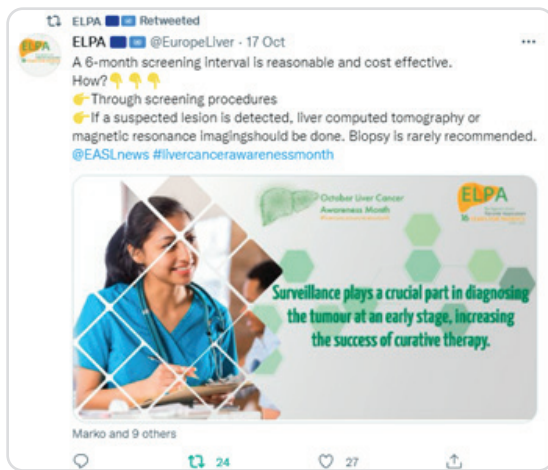 ELPA Retweeted
ELPA @EuropeLiver · 17 Oct
A 6-month screening interval is reasonable and cost effective.
How?👇👇👇
👉Through screening procedures
👉If a suspected lesion is detected, liver computed tomography or
magnetic resonance imagingshould be done. Biopsy is rarely recommended.
@EASLnews #livercancerawarenessmonth
October Liver Cancer
Awareness Month
ELPA
Surveillance plays a crucial part in diagnosing
the tumour at an early stage, increasing
the success of curative therapy.
Marko and 9 others
24
27